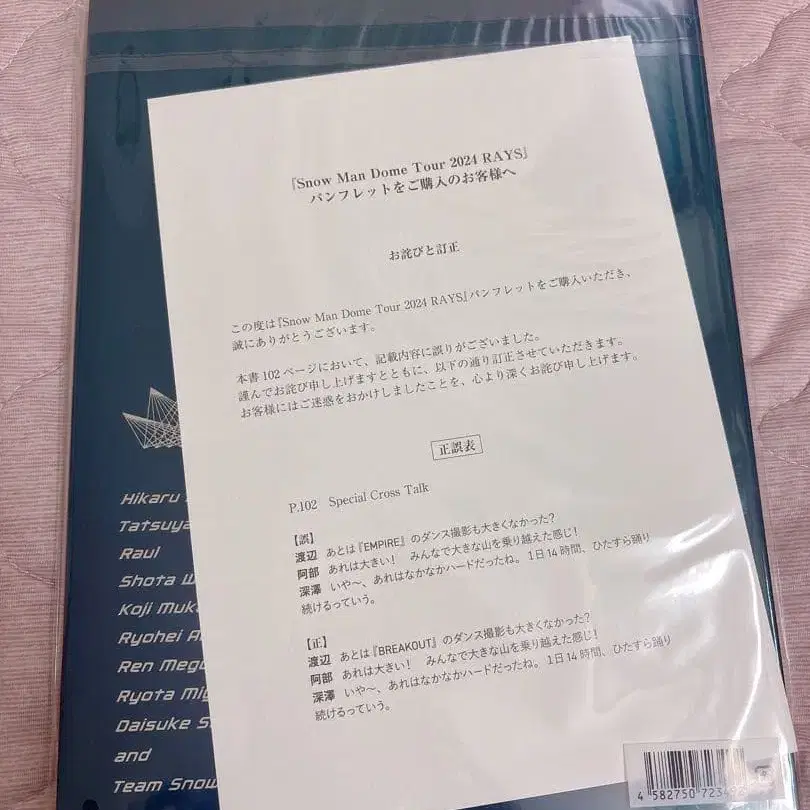 『Snow Man Dome Tour 2024 RAYS』
パンフレットをご購入のお客様へ
お詫びと訂正
この度は『Snow Man Dome Tour 2024 RAYS』パンフレットをご購入いただき、
誠にありがとうございます。
本書102ページにおいて、記載内容に誤りがございました。
謹んでお詫び申し上げますとともに、以下の通り訂正させていただきます。
お客様にはご迷惑をおかけしましたことを、心より深くお詫び申し上げます。
正誤表
P.102 Special Cross Talk
【誤】
渡辺 あとは『EMPIRE』のダンス撮影も大きくなかった?
阿部 あれは大きい! みんなで大きな山を乗り越えた感じ!
深澤 いや〜、あれはなかなかハードだったね。1日14時間、ひたすら踊り
続けるっていう。
【正】
渡辺 あとは『BREAKOUT』のダンス撮影も大きくなかった?
阿部 あれは大きい! みんなで大きな山を乗り越えた感じ!
深澤 いや〜、あれはなかなかハードだったね。1日14時間、ひたすら踊り
続けるっていう。
Hikaru
Tatsuya
Raul
Shota
Koji
Ryohei
Ren
Ryota
Daisuke
and
Team Snow
4 582750 723